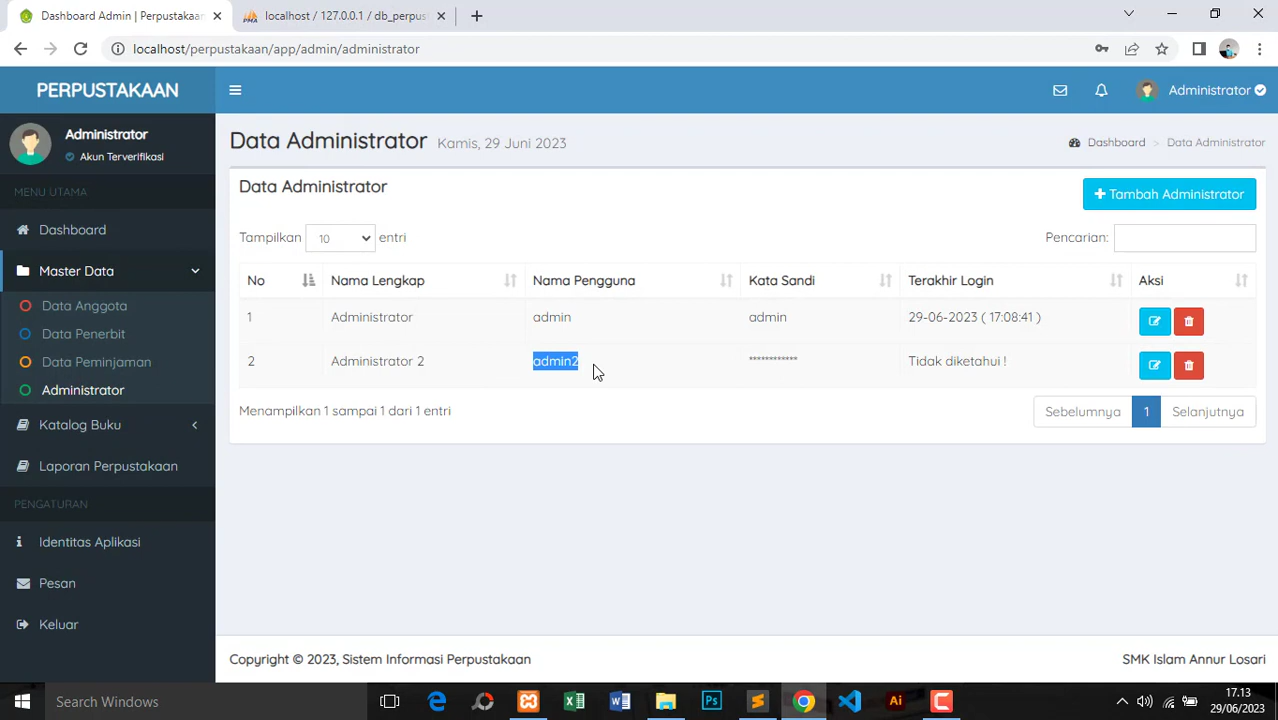 Dashboard Admin | Perpustakaan
localhost / 127.0.0.1 / db_perpus
localhost/perpustakaan/app/admin/administrator
PERPUSTAKAAN
Administrator
Administrator
Akun Terverifikasi
Data Administrator Kamis, 29 Juni 2023
Dashboard > Data Administrator
MENU UTAMA
Dashboard
Master Data
Data Anggota
Data Penerbit
Data Peminjaman
Administrator
Katalog Buku
Laporan Perpustakaan
PENGATURAN
Identitas Aplikasi
Pesan
Keluar
Data Administrator
Tambah Administrator
Tampilkan 10 entri
Pencarian:
No Nama Lengkap Nama Pengguna Kata Sandi Terakhir Login Aksi
1 Administrator admin admin 29-06-2023 ( 17:08:41 )
2 Administrator 2 admin2 ************ Tidak diketahui !
Menampilkan 1 sampai 1 dari 1 entri
Sebelumnya 1 Selanjutnya
Copyright © 2023, Sistem Informasi Perpustakaan
SMK Islam Annur Losari
Search Windows
17.13
29/06/2023